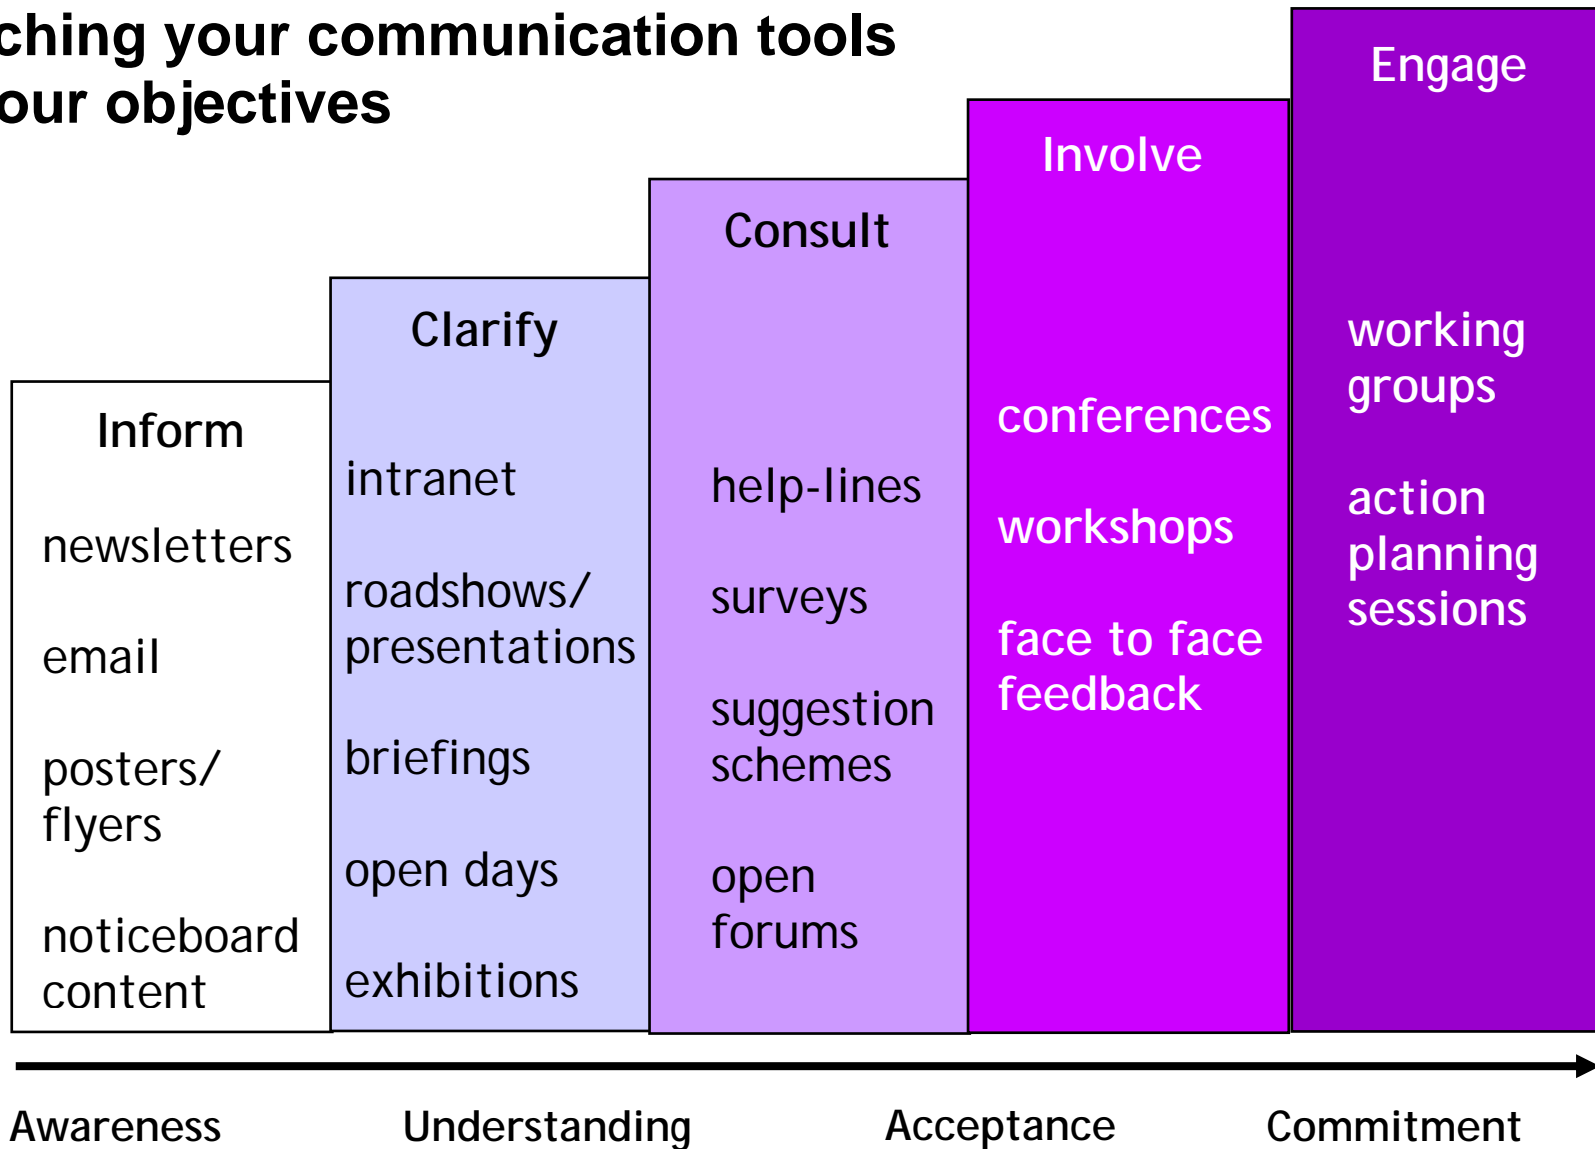 ching your communication tools
our objectives
Inform
newsletters
email
posters/
flyers
noticeboard
content
Clarify
intranet
roadshows/
presentations
briefings
open days
exhibitions
Consult
help-lines
surveys
suggestion
schemes
open
forums
Involve
conferences
workshops
face to face
feedback
Engage
working
groups
action
planning
sessions
Awareness
Understanding
Acceptance
Commitment